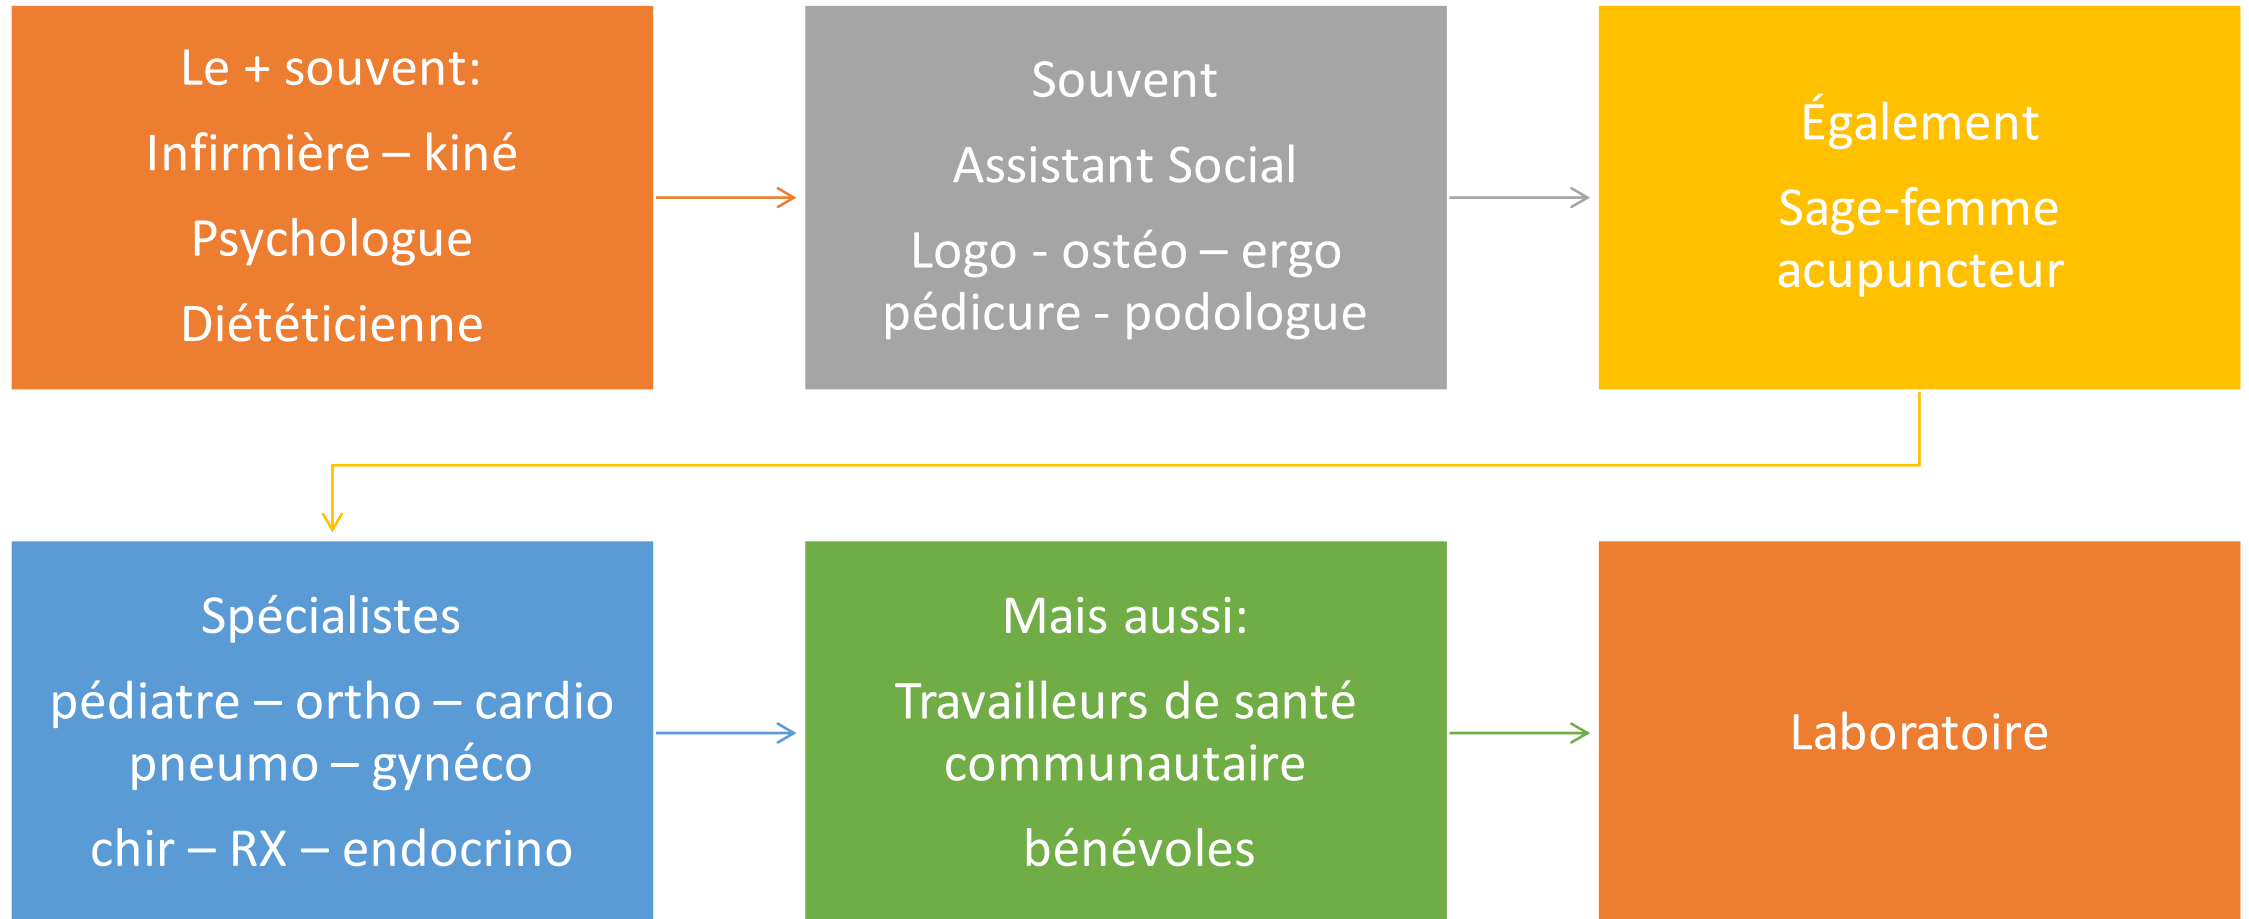 Le + souvent:
Infirmière – kiné
Psychologue
Diététicienne
Souvent
Assistant Social
Logo - ostéo – ergo
pédicure - podologue
Également
Sage-femme
acupuncteur
Spécialistes
pédiatre – ortho – cardio
pneumo – gynéco
chir – RX – endocrino
Mais aussi:
Travailleurs de santé
communautaire
bénévoles
Laboratoire